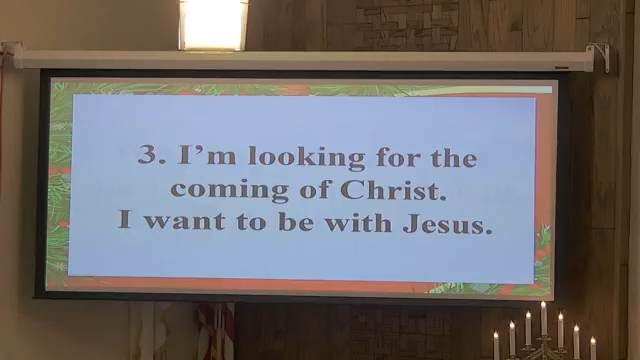 3. I'm looking for the
coming of Christ.
I want to be with Jesus.